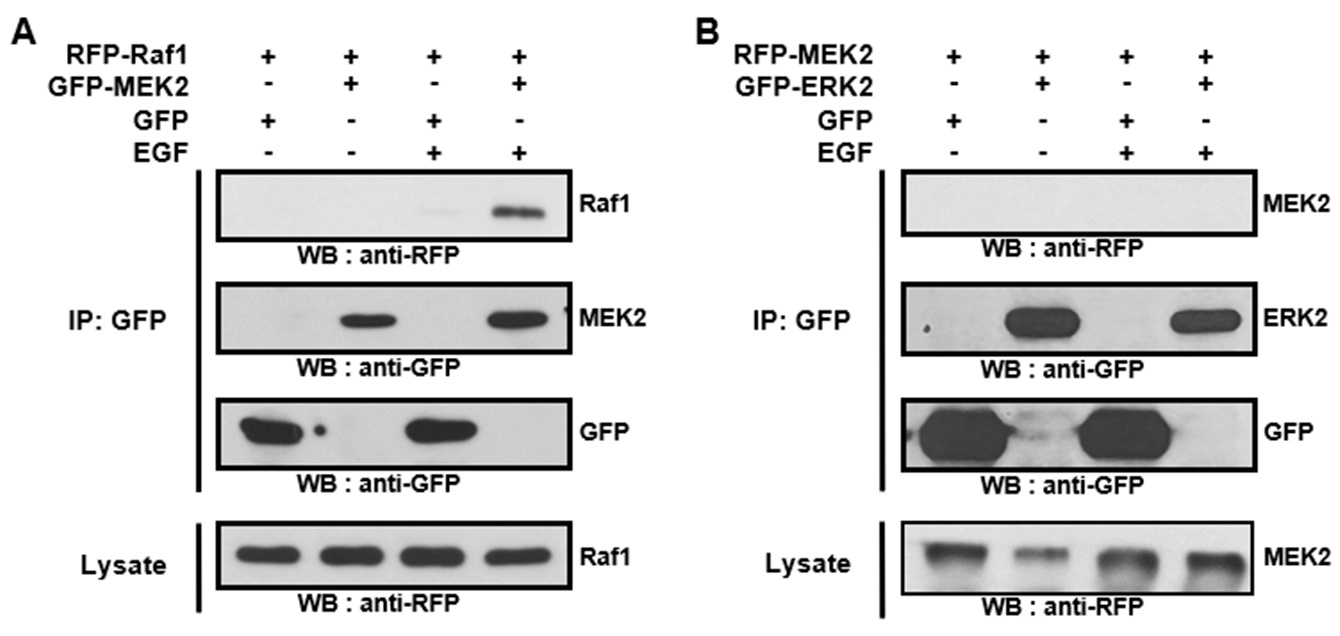 A
RFP-Raf1 + + + +
GFP-MEK2 - + - +
GFP + - + -
EGF - - + +
Raf1
WB : anti-RFP
IP: GFP
MEK2
WB : anti-GFP
GFP
WB : anti-GFP
Lysate
Raf1
WB : anti-RFP
B
RFP-MEK2 + + + +
GFP-ERK2 - + - +
GFP + - + -
EGF - - + +
MEK2
WB : anti-RFP
IP: GFP
ERK2
WB : anti-GFP
GFP
WB : anti-GFP
Lysate
MEK2
WB : anti-RFP